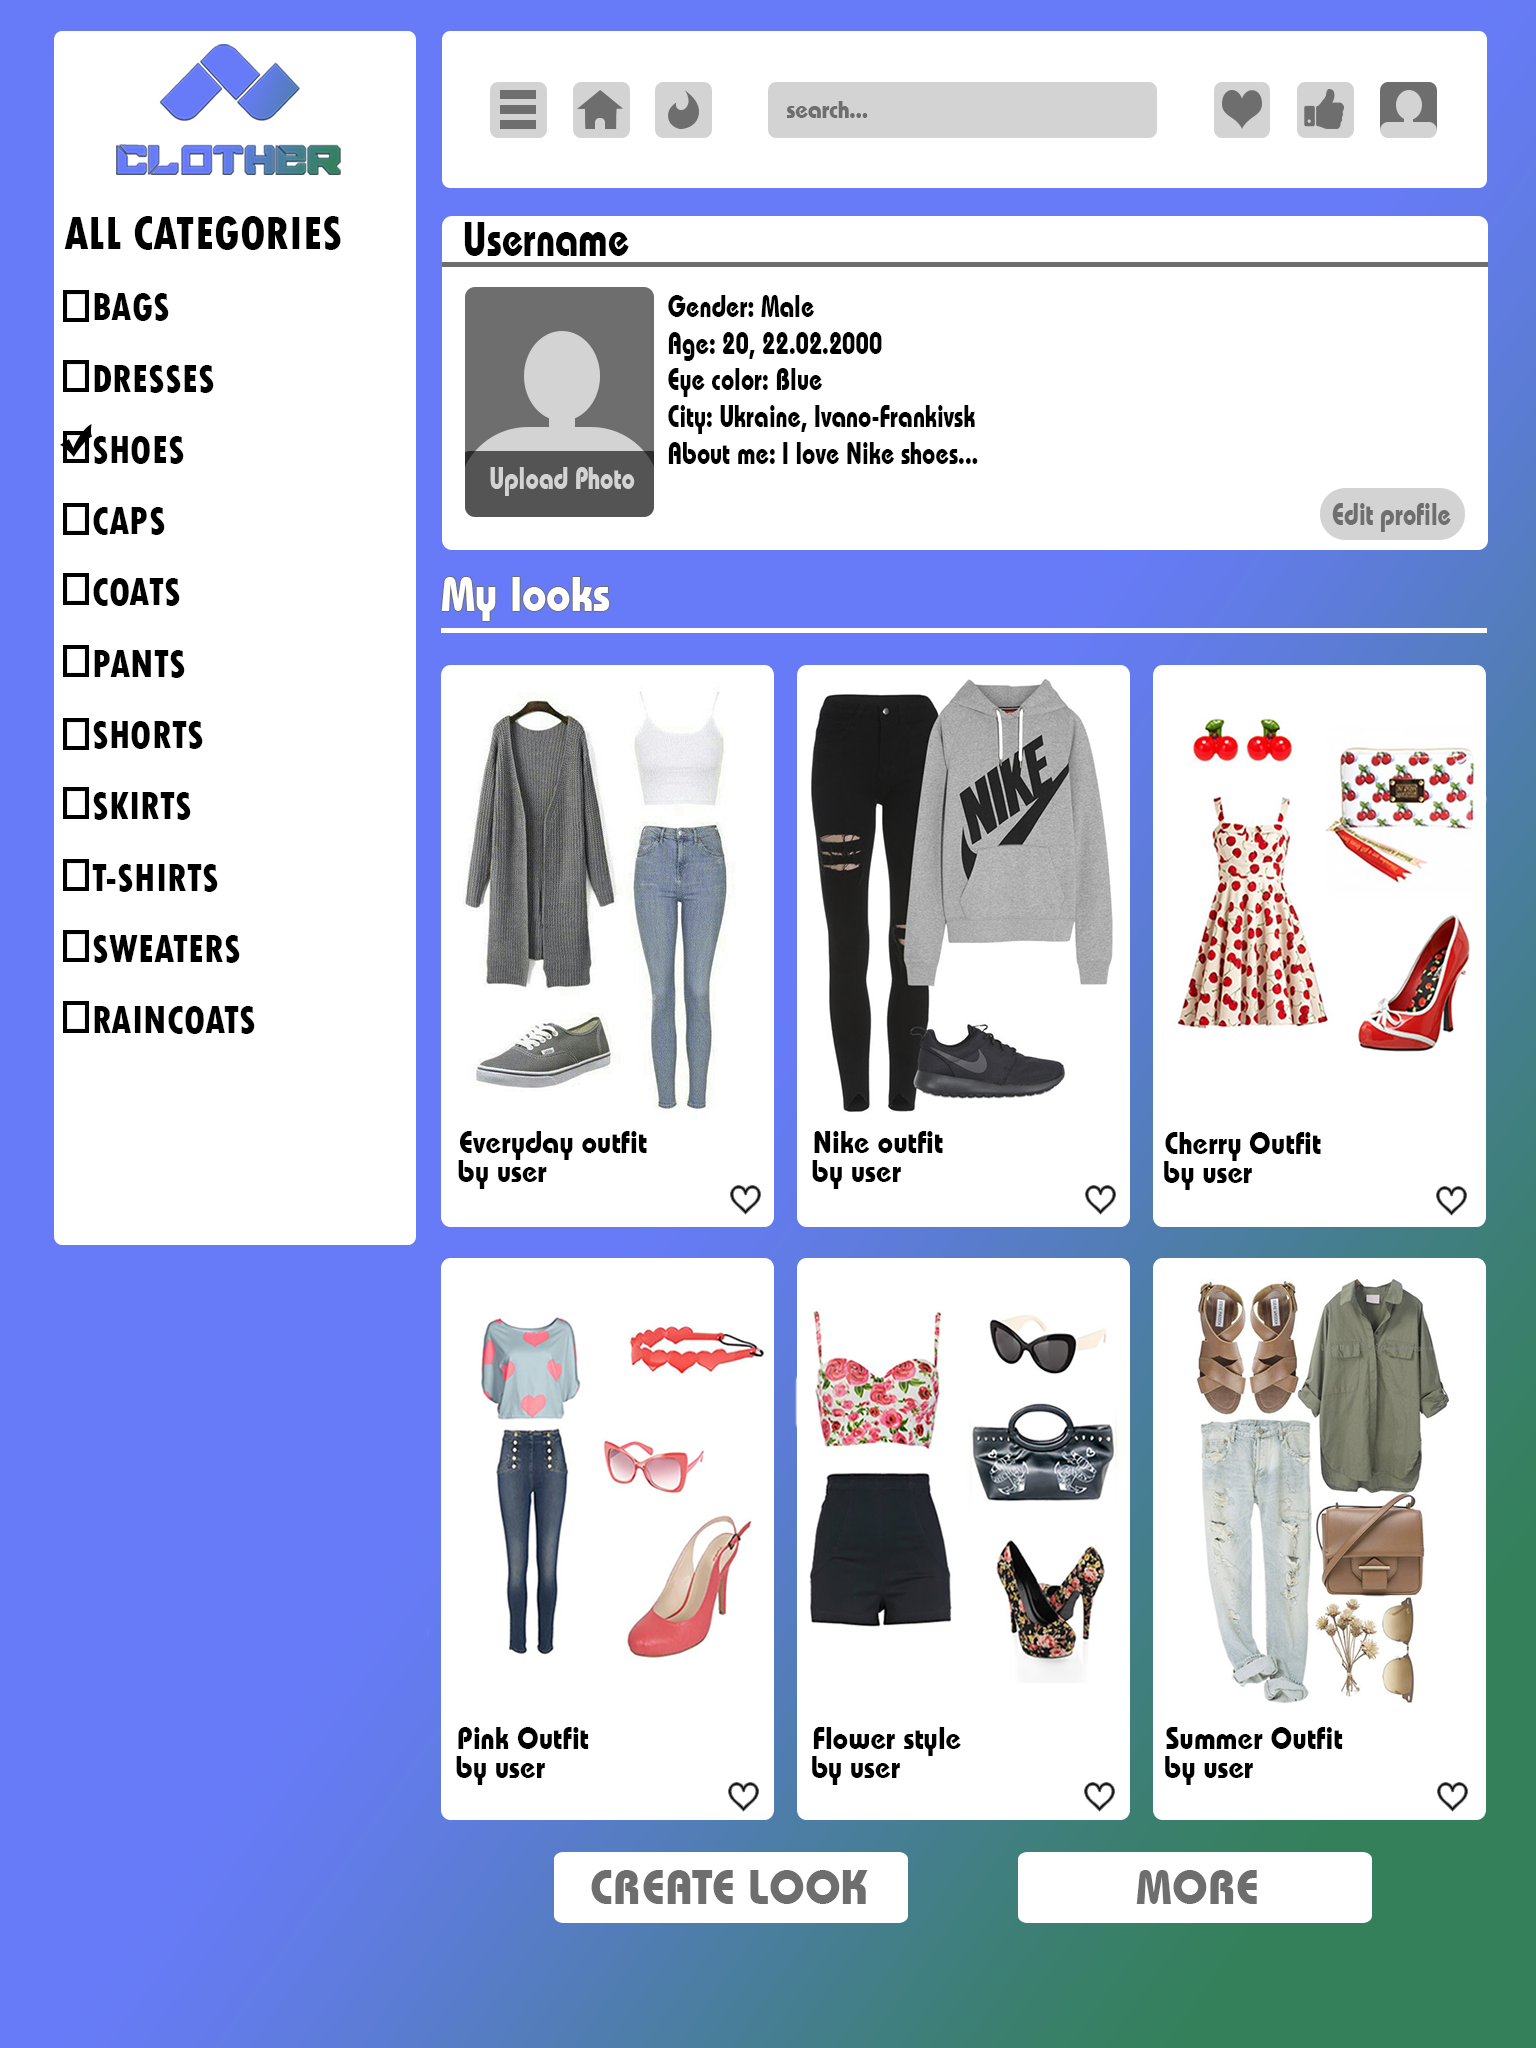 CLOTHER
ALL CATEGORIES
BAGS
DRESSES
SHOES
CAPS
COATS
PANTS
SHORTS
SKIRTS
T-SHIRTS
SWEATERS
RAINCOATS
search...
Username
Upload Photo
Gender: Male
Age: 20, 22.02.2000
Eye color: Blue
City: Ukraine, Ivano-Frankivsk
About me: I love Nike shoes...
Edit profile
My looks
NIKE
Everyday outfit
by user
Nike outfit
by user
Cherry Outfit
by user
Pink Outfit
by user
Flower style
by user
Summer Outfit
by user
CREATE LOOK
MORE